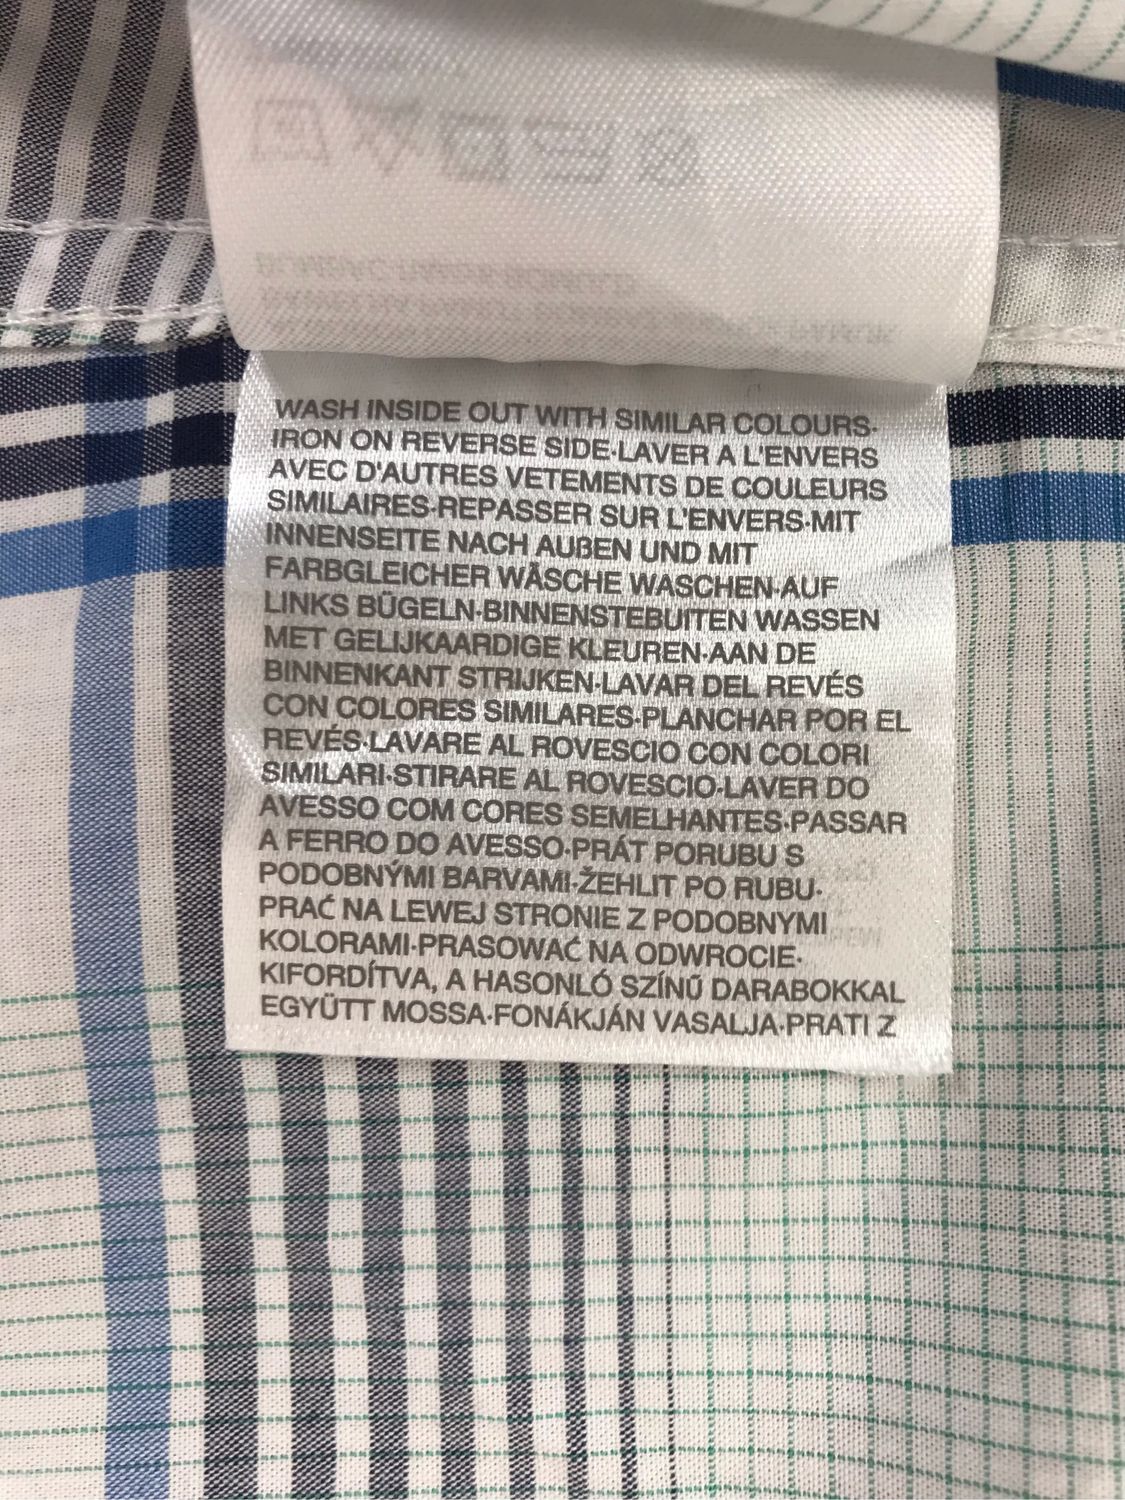 WASH INSIDE OUT WITH SIMILAR COLOURS·
IRON ON REVERSE SIDE·LAVER A L'ENVERS
AVEC D'AUTRES VETEMENTS DE COULEURS
SIMILAIRES·REPASSER SUR L'ENVERS·MIT
INNENSEITE NACH AUßEN UND MIT
FARBGLEICHER WÄSCHE WASCHEN·AUF
LINKS BÜGELN·BINNENSTEBUITEN WASSEN
MET GELIJKAARDIGE KLEUREN·AAN DE
BINNENKANT STRIJKEN·LAVAR DEL REVÉS
CON COLORES SIMILARES·PLANCHAR POR EL
REVÉS·LAVARE AL ROVESCIO CON COLORI
SIMILARI·STIRARE AL ROVESCIO·LAVER DO
AVESSO COM CORES SEMELHANTES·PASSAR
A FERRO DO AVESSO·PRÁT PORUBU S
PODOBNÝMI BARVAMI·ŽEHLIT PO RUBU·
PRAĆ NA LEWEJ STRONIE Z PODOBNYMI
KOLORAMI·PRASOWAĆ NA ODWROCIE·
KIFORDÍTVA, A HASONLÓ SZÍNŰ DARABOKKAL
EGYÜTT MOSSA·FONÁKJÁN VASALJA·PRATI Z